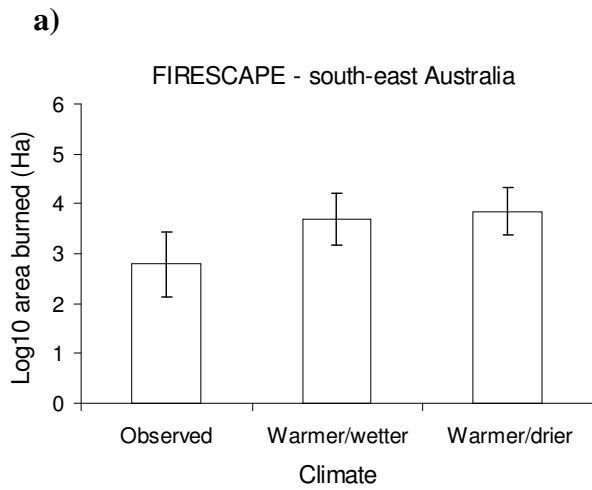 a)
FIRESCAPE - south-east Australia
Log10 area burned (Ha)
6
5
4
3
2
1
0
Observed Warmer/wetter Warmer/drier
Climate